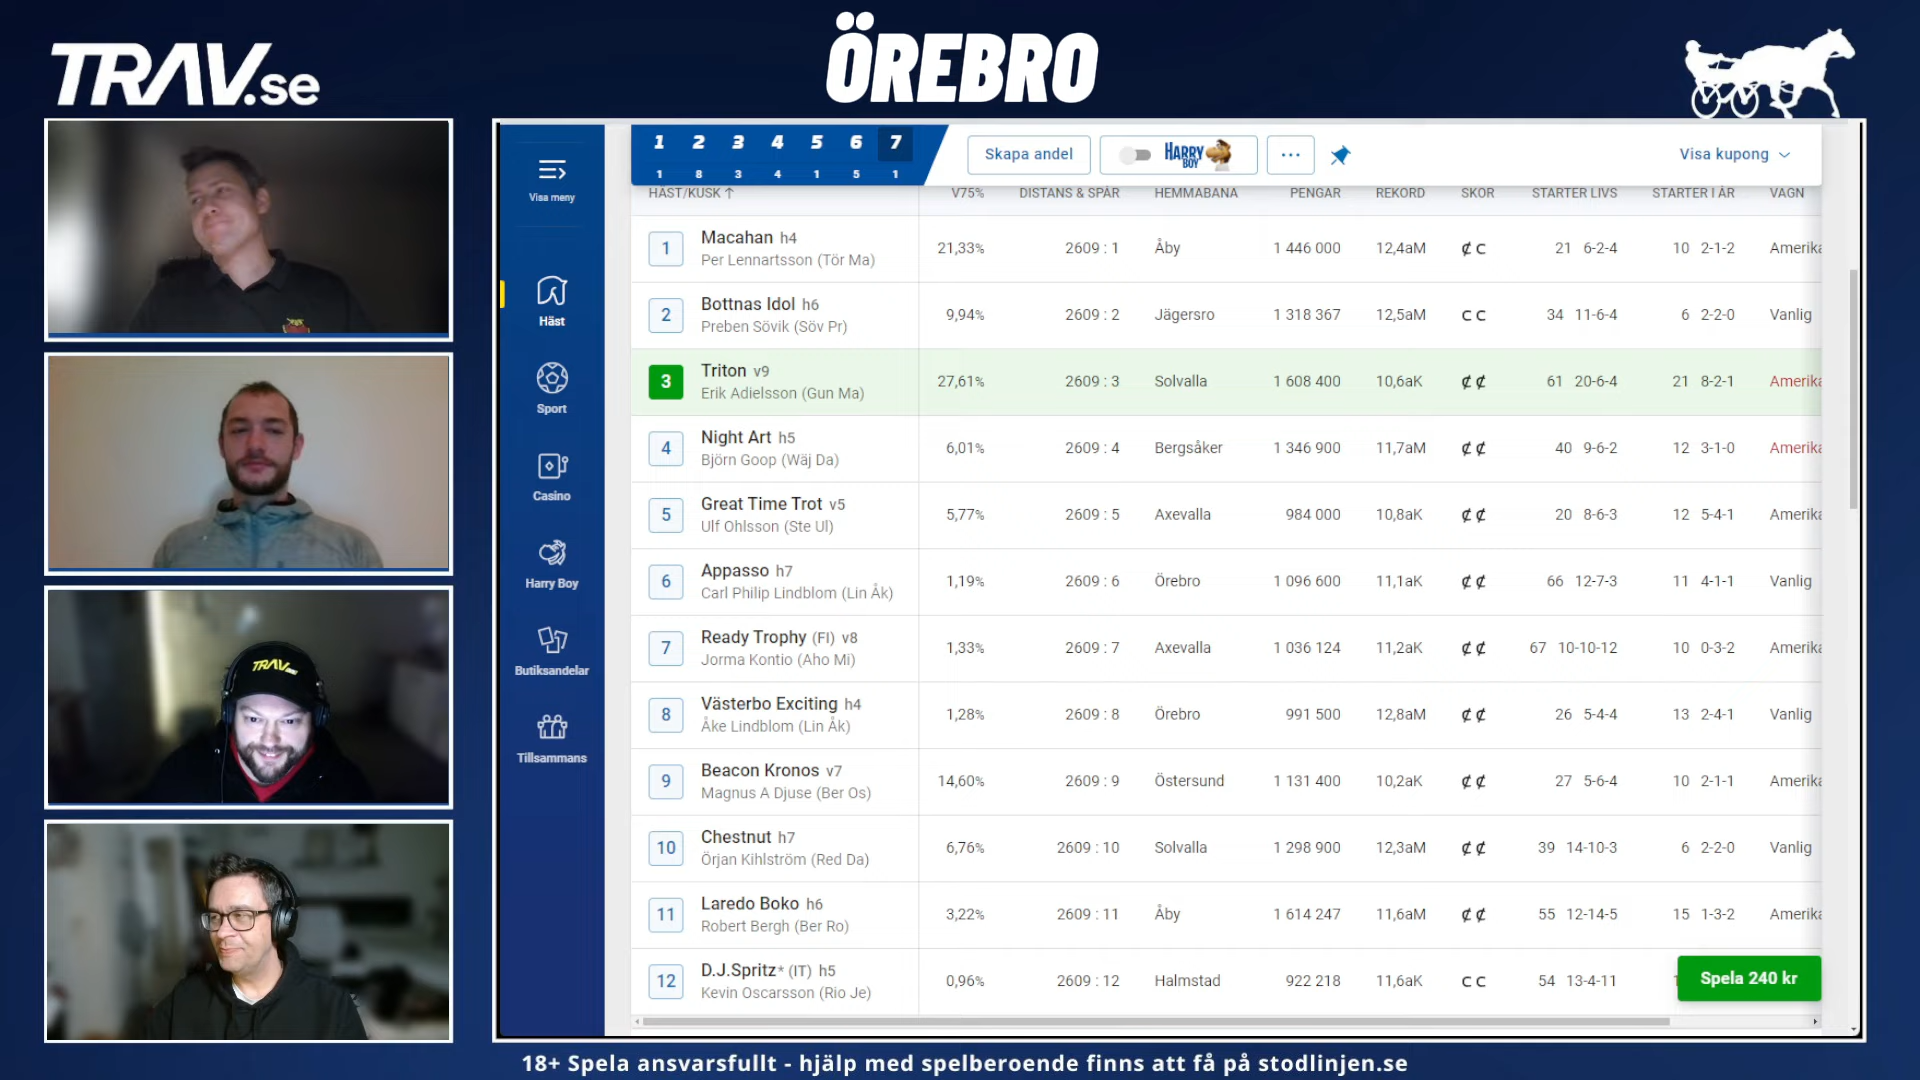 TRAV.se
ÖREBRO
1 2 3 4 5 6 7
1 8 3 4 1 5 1
Skapa andel
HARRY BOY
...
Visa kupong
Visa meny
Häst
Sport
Casino
Harry Boy
Butiksandelar
Tillsammans
HÄST/KUSK ↑ V75% DISTANS & SPÅR HEMMABANA PENGAR REKORD SKOR STARTER LIVS STARTER I ÅR VAGN
1 Macahan h4 21,33% 2609 : 1 Åby 1 446 000 12,4aM ₵ C 21 6-2-4 10 2-1-2 Amerika
Per Lennartsson (Tör Ma)
2 Bottnas Idol h6 9,94% 2609 : 2 Jägersro 1 318 367 12,5aM C C 34 11-6-4 6 2-2-0 Vanlig
Preben Sövik (Söv Pr)
3 Triton v9 27,61% 2609 : 3 Solvalla 1 608 400 10,6aK ₵ ₵ 61 20-6-4 21 8-2-1 Amerika
Erik Adielsson (Gun Ma)
4 Night Art h5 6,01% 2609 : 4 Bergsåker 1 346 900 11,7aM ₵ ₵ 40 9-6-2 12 3-1-0 Amerika
Björn Goop (Wäj Da)
5 Great Time Trot v5 5,77% 2609 : 5 Axevalla 984 000 10,8aK ₵ ₵ 20 8-6-3 12 5-4-1 Amerika
Ulf Ohlsson (Ste Ul)
6 Appasso h7 1,19% 2609 : 6 Örebro 1 096 600 11,1aK ₵ ₵ 66 12-7-3 11 4-1-1 Vanlig
Carl Philip Lindblom (Lin Åk)
7 Ready Trophy (FI) v8 1,33% 2609 : 7 Axevalla 1 036 124 11,2aK ₵ ₵ 67 10-10-12 10 0-3-2 Amerika
Jorma Kontio (Aho Mi)
8 Västerbo Exciting h4 1,28% 2609 : 8 Örebro 991 500 12,8aM ₵ ₵ 26 5-4-4 13 2-4-1 Vanlig
Åke Lindblom (Lin Åk)
9 Beacon Kronos v7 14,60% 2609 : 9 Östersund 1 131 400 10,2aK ₵ ₵ 27 5-6-4 10 2-1-1 Amerika
Magnus A Djuse (Ber Os)
10 Chestnut h7 6,76% 2609 : 10 Solvalla 1 298 900 12,3aM ₵ ₵ 39 14-10-3 6 2-2-0 Vanlig
Örjan Kihlström (Red Da)
11 Laredo Boko h6 3,22% 2609 : 11 Åby 1 614 247 11,6aM ₵ ₵ 55 12-14-5 15 1-3-2 Amerika
Robert Bergh (Ber Ro)
12 D.J.Spritz* (IT) h5 0,96% 2609 : 12 Halmstad 922 218 11,6aK C C 54 13-4-11
Kevin Oscarsson (Rio Je)
Spela 240 kr
TRAV.se
18+ Spela ansvarsfullt - hjälp med spelberoende finns att få på stodlinjen.se